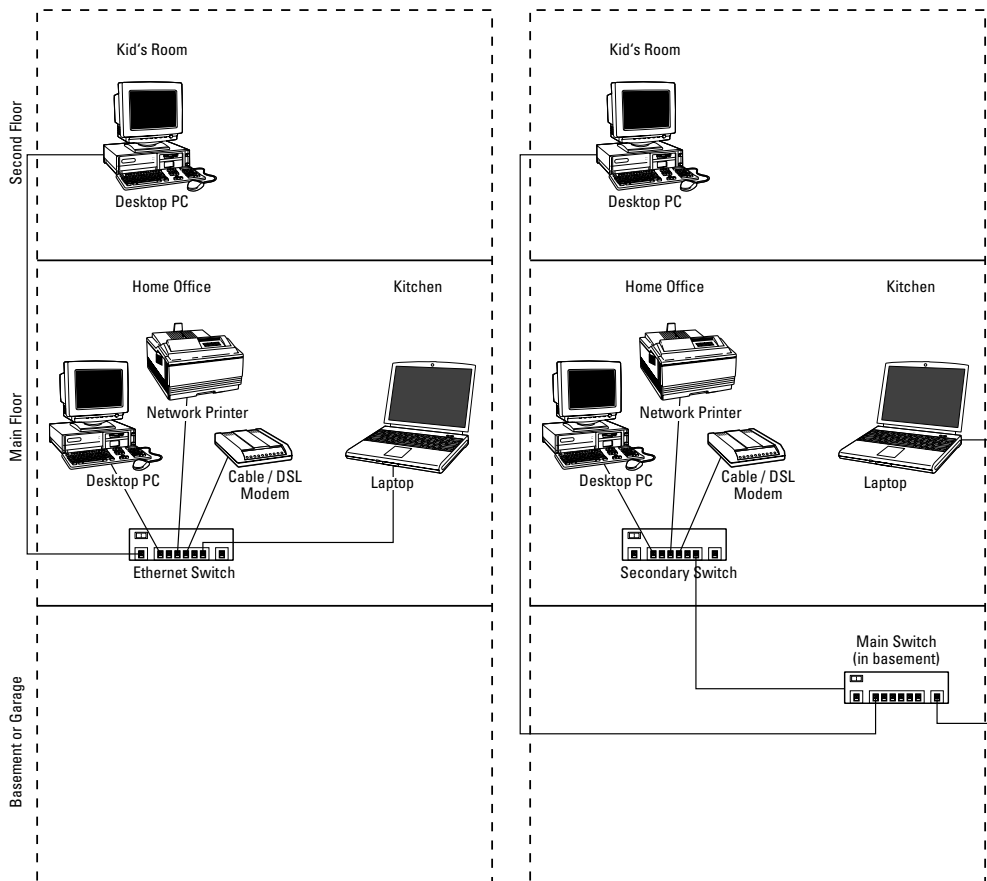 Second Floor
Kid's Room
Desktop PC
Main Floor
Home Office
Kitchen
Network Printer
Desktop PC
Cable / DSL
Modem
Laptop
Ethernet Switch
Basement or Garage
Kid's Room
Desktop PC
Home Office
Kitchen
Network Printer
Desktop PC
Cable / DSL
Modem
Laptop
Secondary Switch
Main Switch
(in basement)